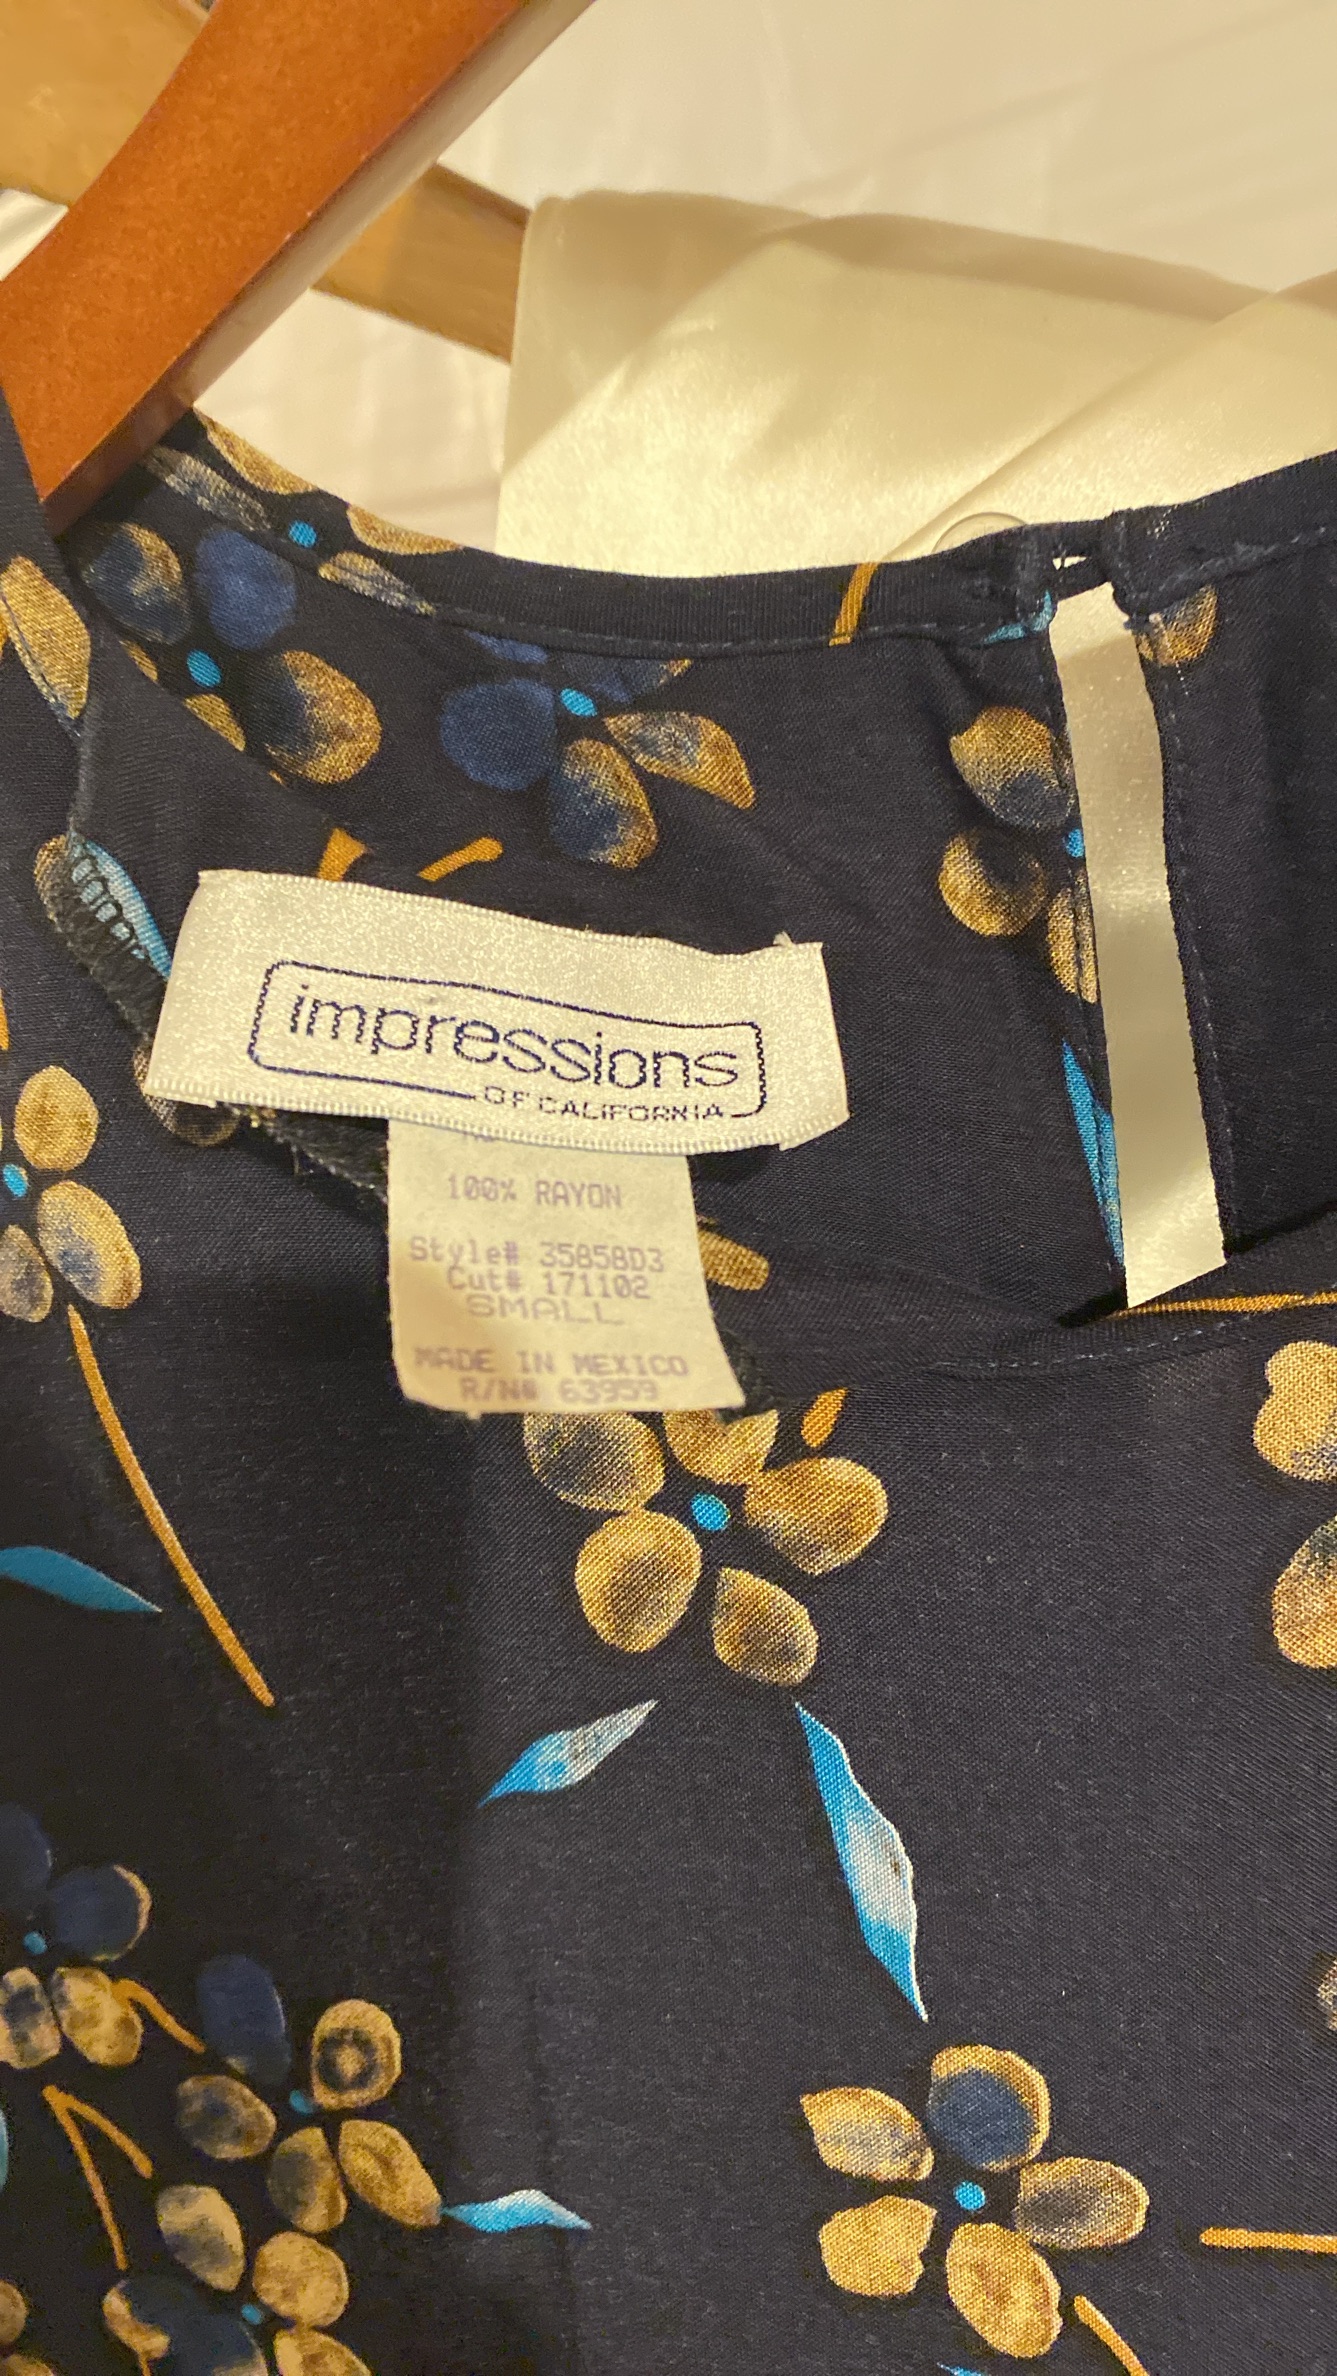 impressions
OF CALIFORNIA
100% RAYON
Style# 35858D3
Cut# 171102
SMALL
MADE IN MEXICO
R/N# 63959